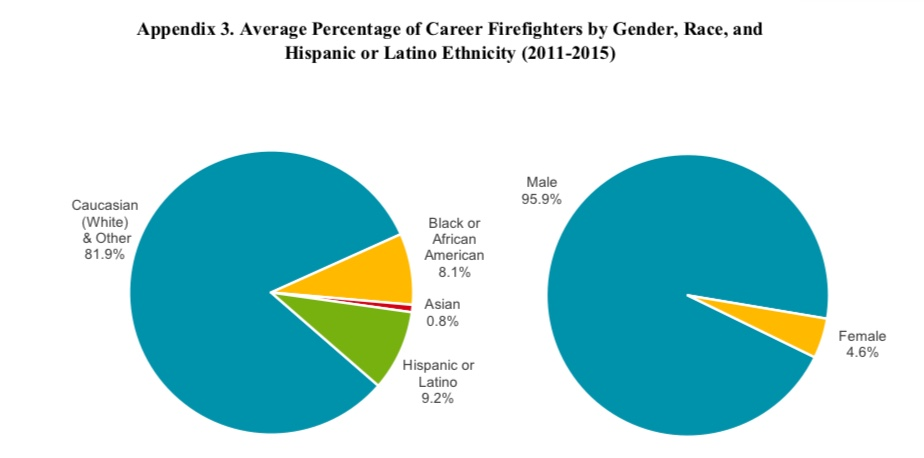 Appendix 3. Average Percentage of Career Firefighters by Gender, Race, and
Hispanic or Latino Ethnicity (2011-2015)
Caucasian
(White)
& Other
81.9%
Black or
African
American
8.1%
Asian
0.8%
Hispanic or
Latino
9.2%
Male
95.9%
Female
4.6%